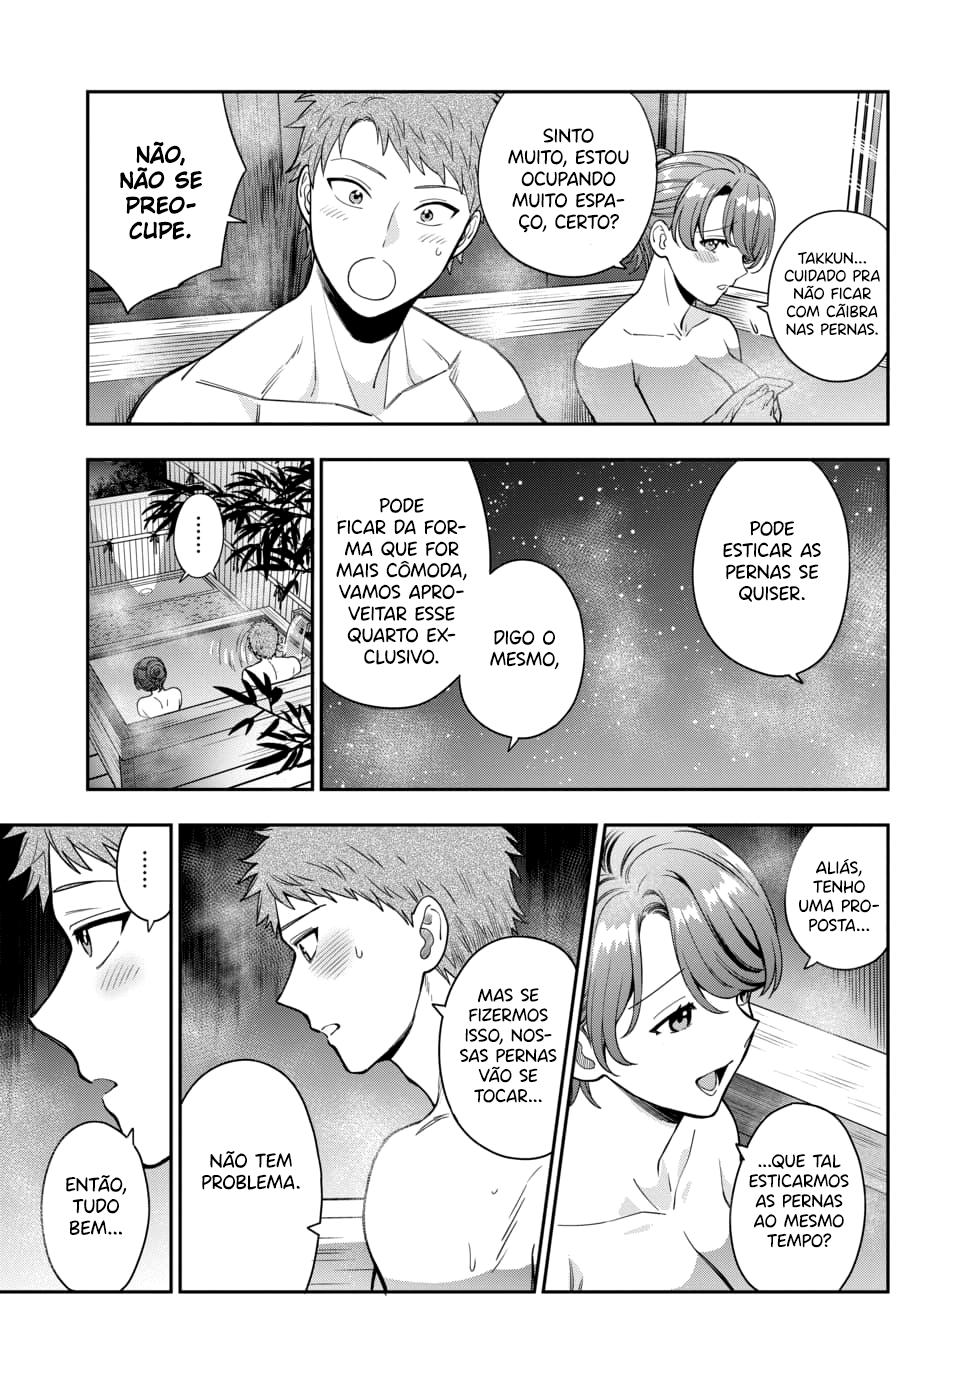 TAKKUN...
CUIDADO PRA
NÃO FICAR
COM CÃIBRA
NAS PERNAS.
SINTO
MUITO, ESTOU
OCUPANDO
MUITO ESPA-
ÇO, CERTO?
NÃO,
NÃO SE
PREO-
CUPE.
PODE
ESTICAR AS
PERNAS SE
QUISER.
DIGO O
MESMO,
PODE
FICAR DA FOR-
MA QUE FOR
MAIS CÔMODA,
VAMOS APRO-
VEITAR ESSE
QUARTO EX-
CLUSIVO.
......
ALIÁS,
TENHO
UMA PRO-
POSTA...
...QUE TAL
ESTICARMOS
AS PERNAS
AO MESMO
TEMPO?
MAS SE
FIZERMOS
ISSO, NOS-
SAS PERNAS
VÃO SE
TOCAR...
NÃO TEM
PROBLEMA.
......
ENTÃO,
TUDO
BEM...